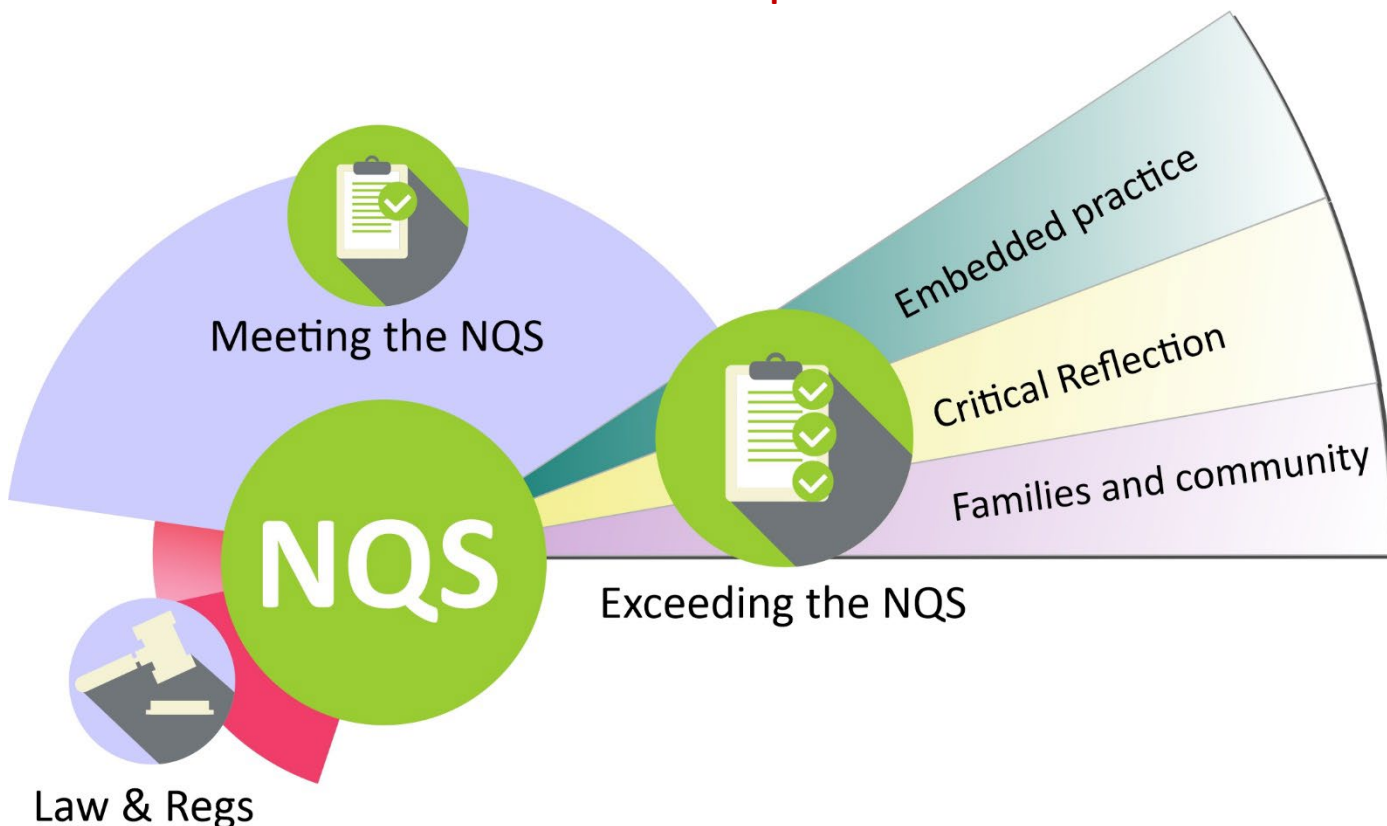 Meeting the NQS
Embedded practice
Critical Reflection
Families and community
NQS
Exceeding the NQS
Law & Regs